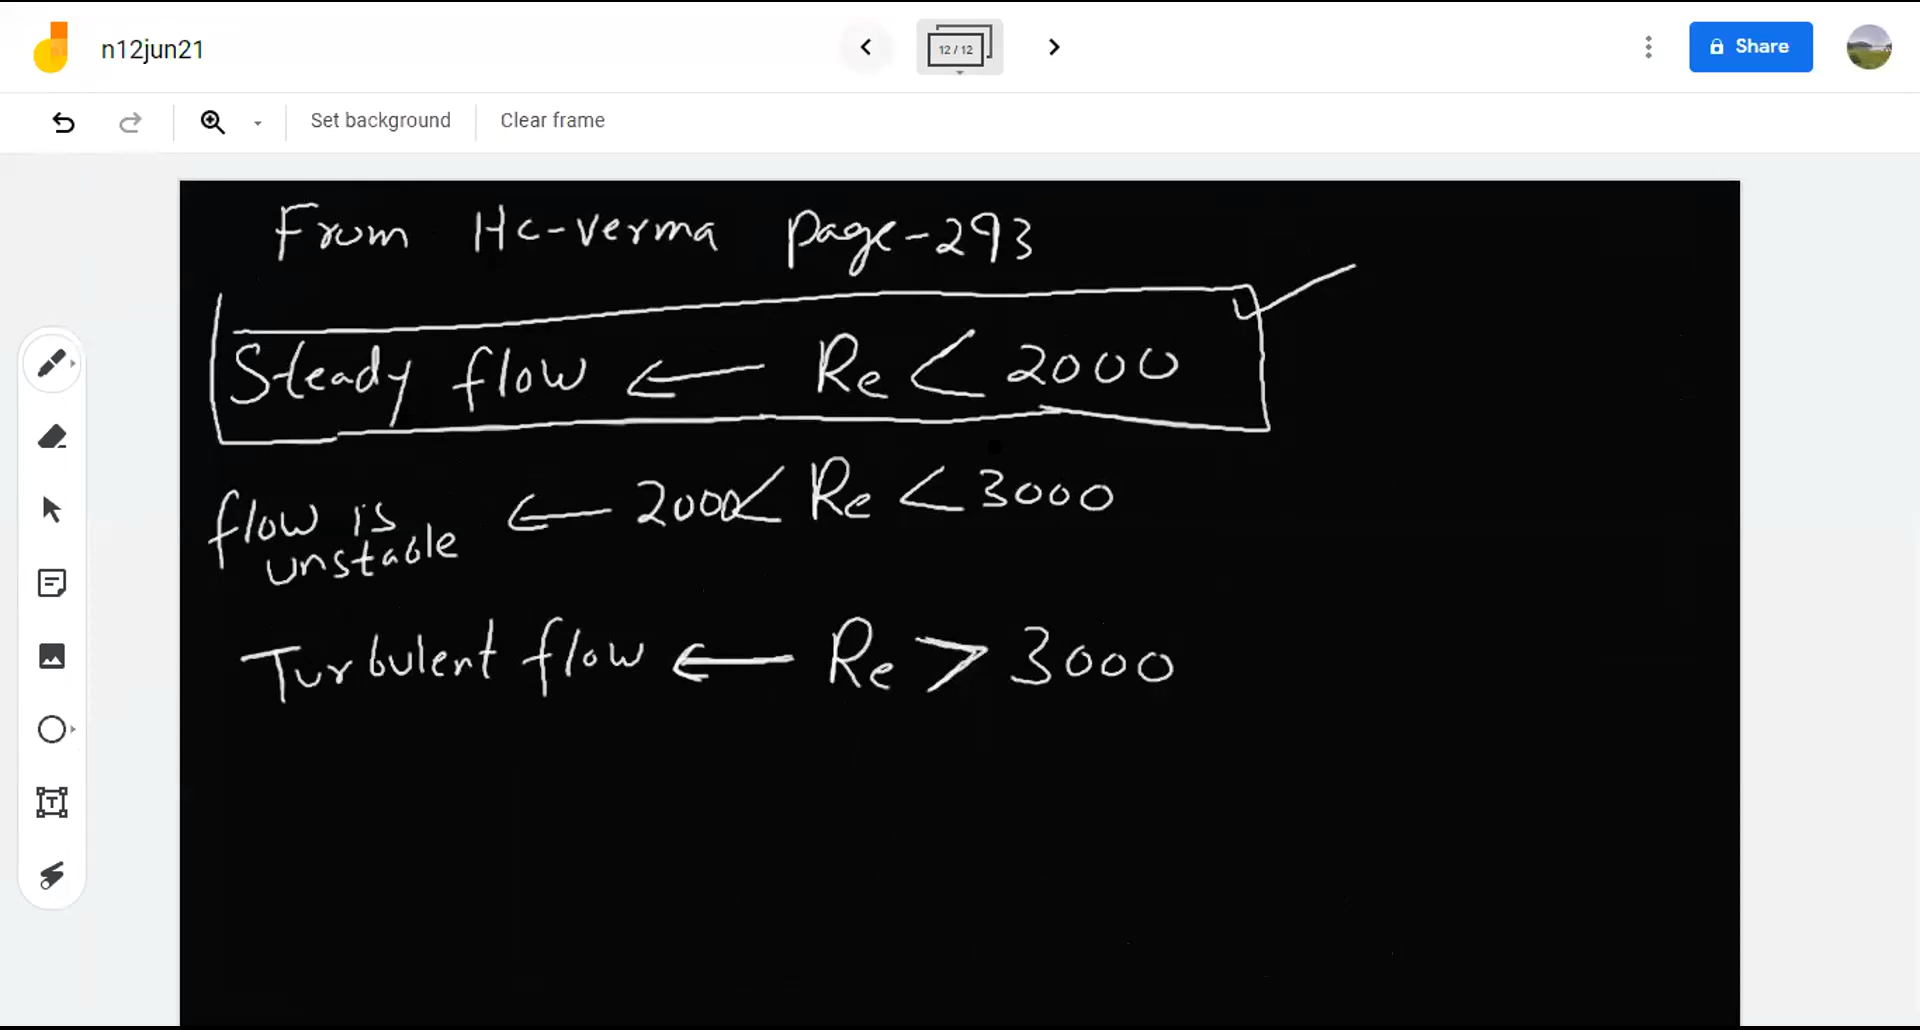 n12jun21
12 / 12
Share
Set background
Clear frame
From Hc-verma page-293
Steady flow ← Re < 2000
flow is unstable ← 2000< Re < 3000
Turbulent flow ← Re > 3000
T